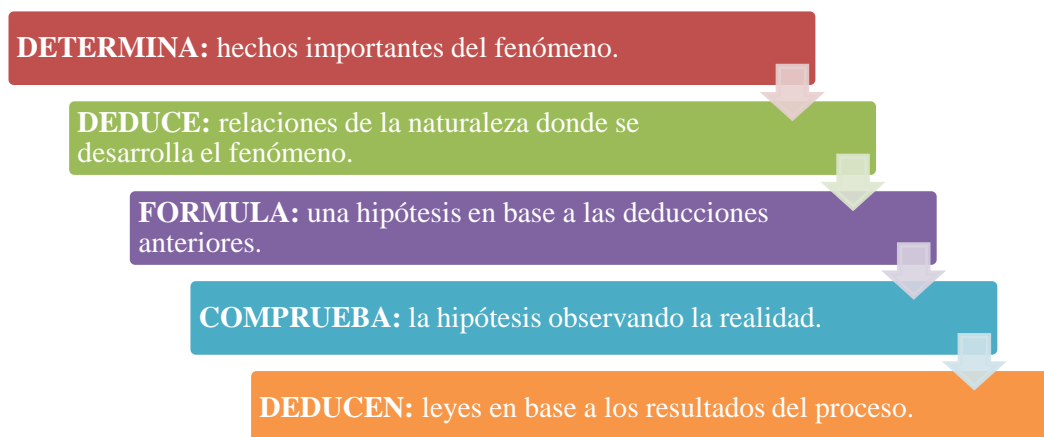 DETERMINA: hechos importantes del fenómeno.
DEDUCE: relaciones de la naturaleza donde se
desarrolla el fenómeno.
FORMULA: una hipótesis en base a las deducciones
anteriores.
COMPRUEBA: la hipótesis observando la realidad.
DEDUCEN: leyes en base a los resultados del proceso.